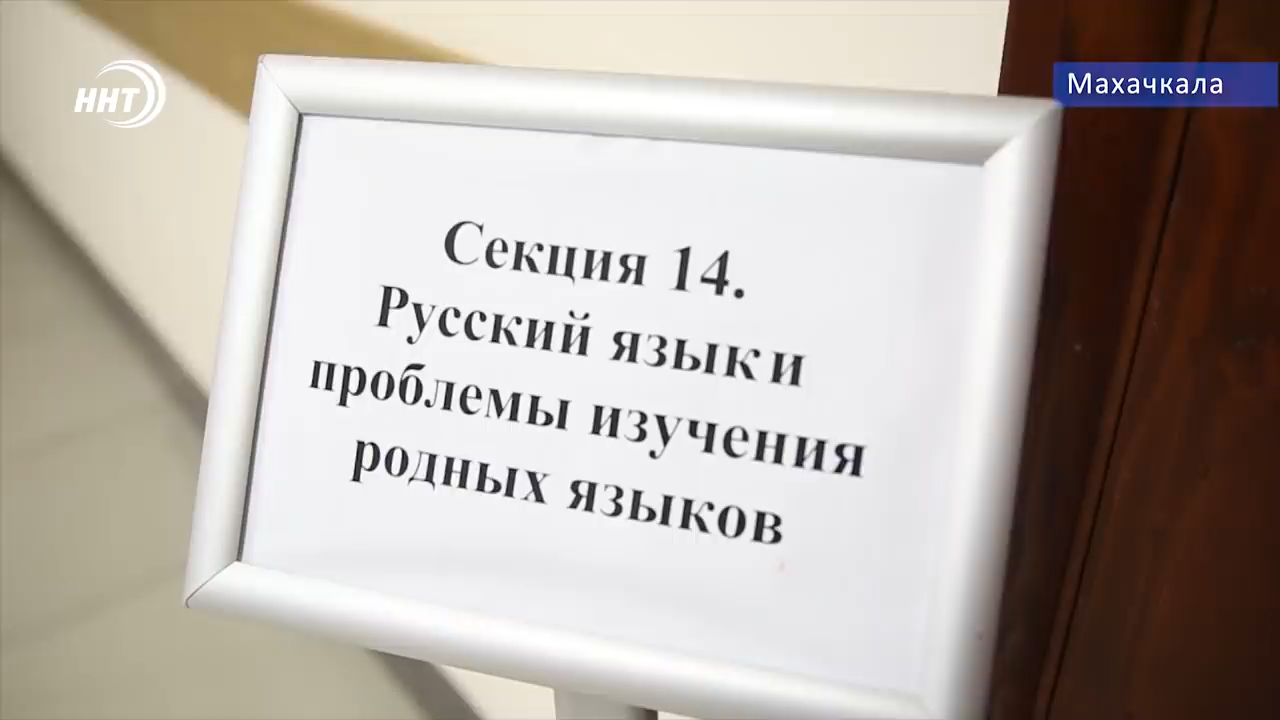 ННТ
Махачкала
Секция 14.
Русский язык и
проблемы изучения
родных языков